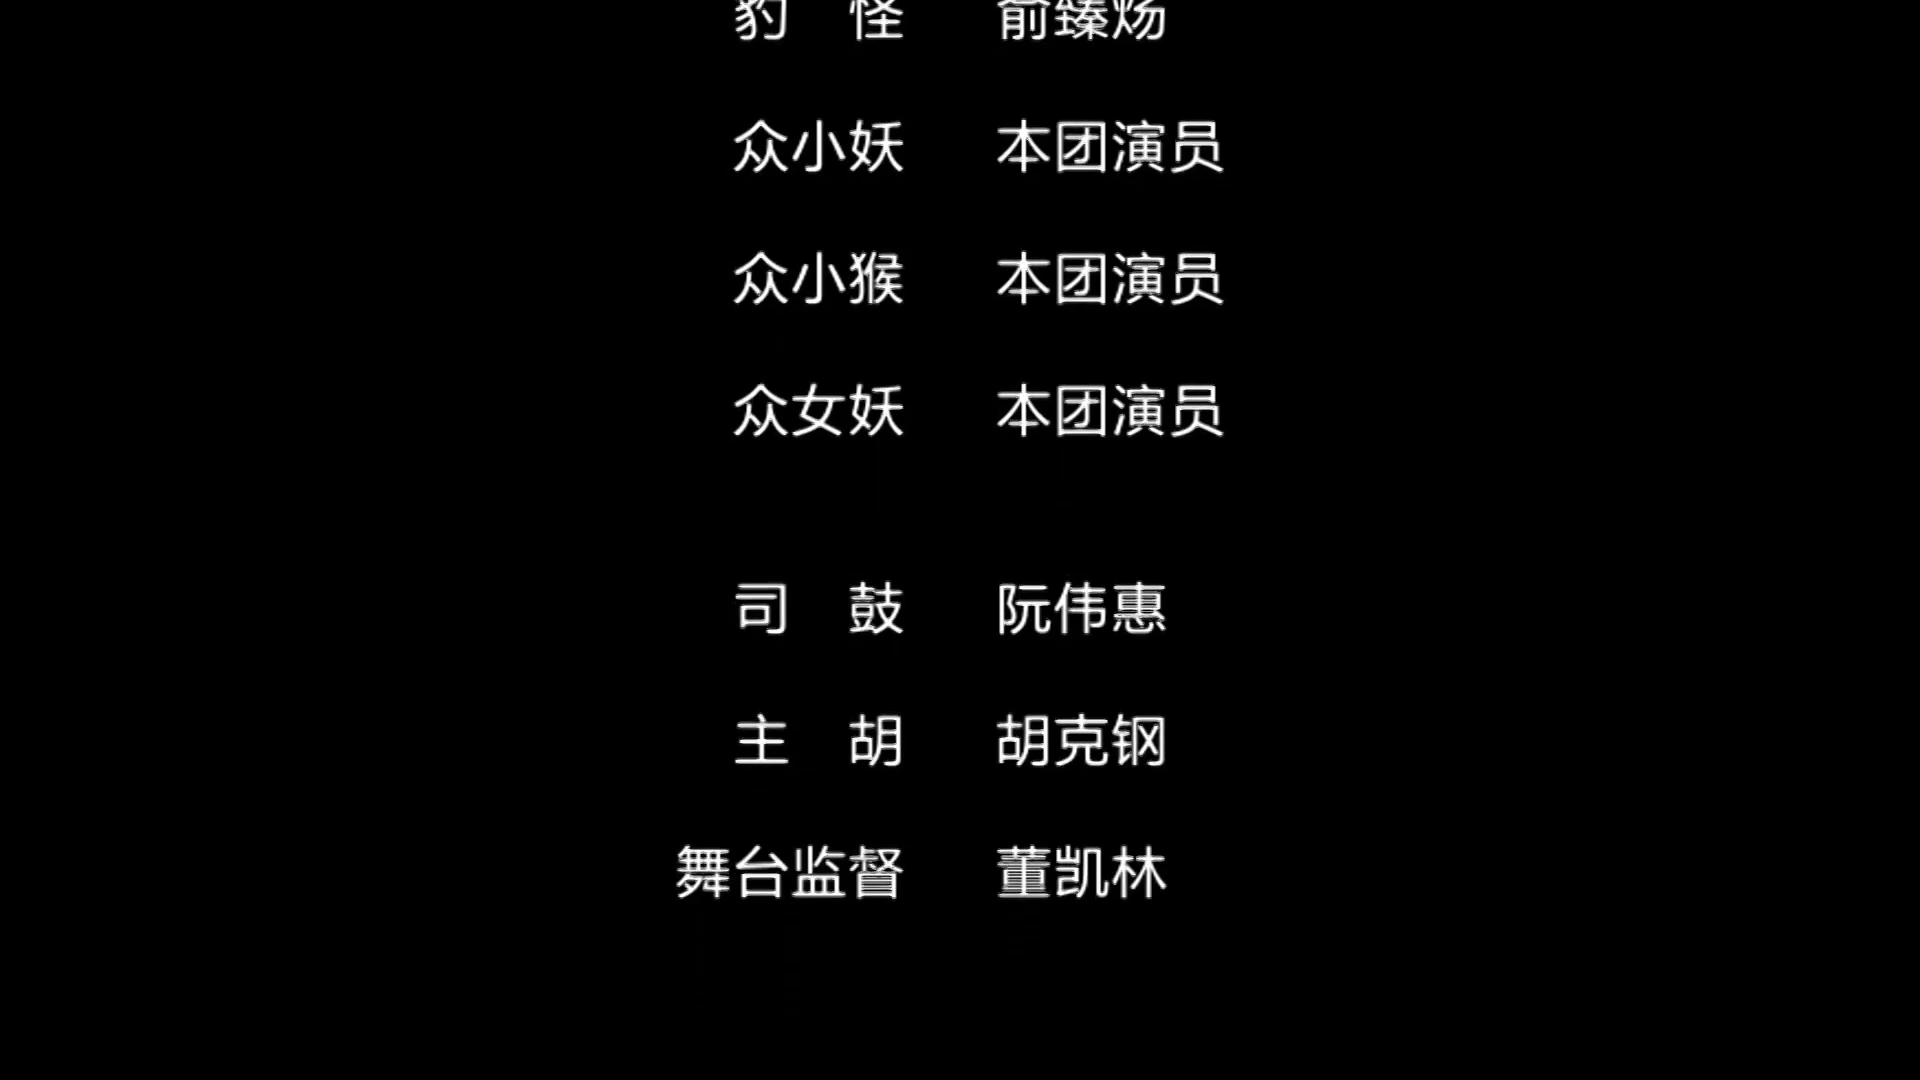 豹 怪 俞臻炀
众小妖 本团演员
众小猴 本团演员
众女妖 本团演员
司 鼓 阮伟惠
主 胡 胡克钢
舞台监督 董凯林